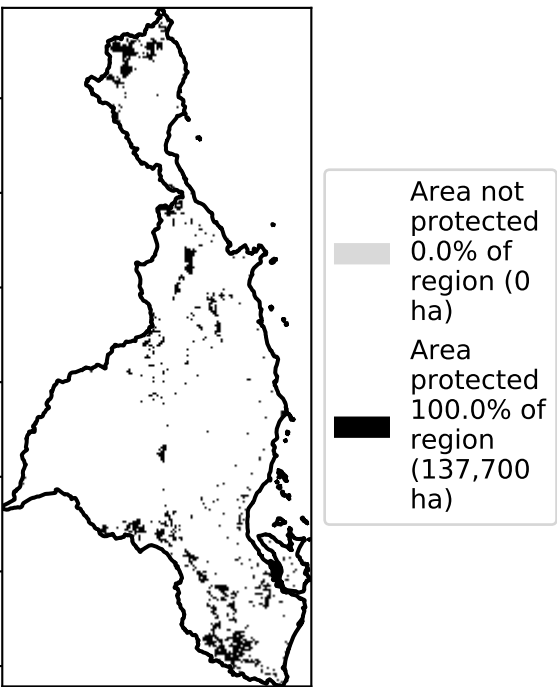 Area not
protected
0.0% of
region (0
ha)
Area
protected
100.0% of
region
(137,700
ha)